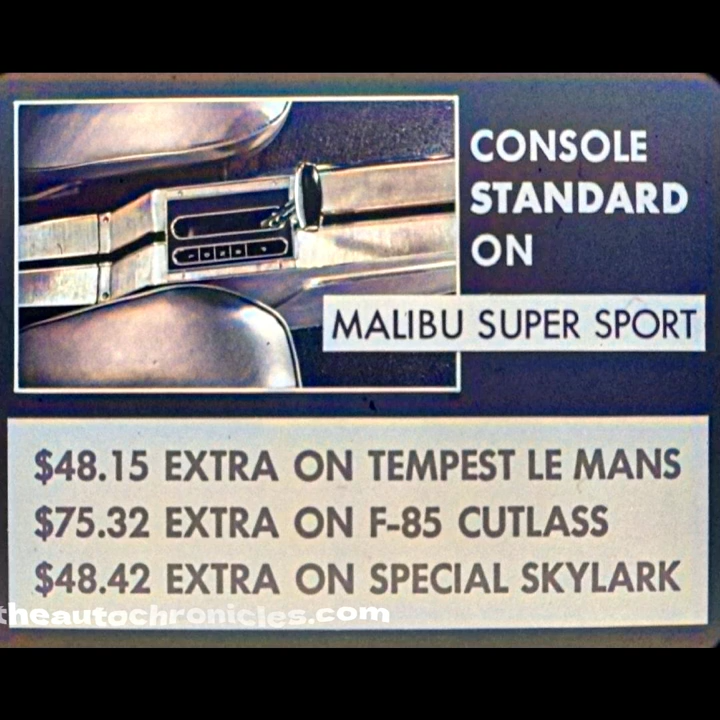 CONSOLE
STANDARD
ON
MALIBU SUPER SPORT
$48.15 EXTRA ON TEMPEST LE MANS
$75.32 EXTRA ON F-85 CUTLASS
$48.42 EXTRA ON SPECIAL SKYLARK
theautochronicles.com